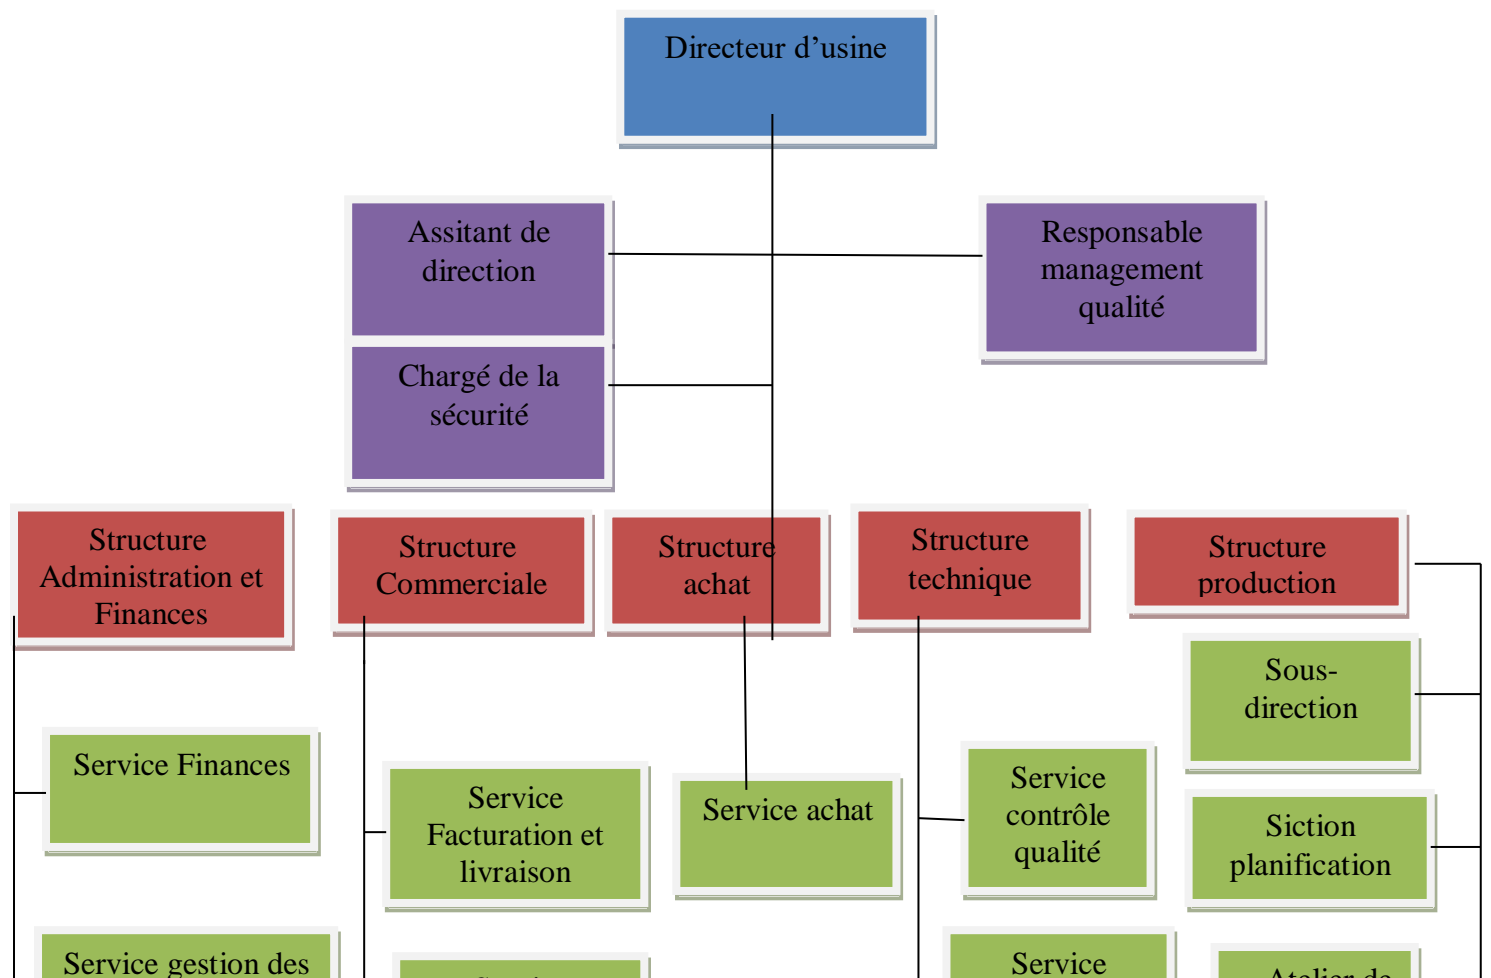 Directeur d’usine
Assitant de
direction
Responsable
management
qualité
Chargé de la
sécurité
Structure
Administration et
Finances
Structure
Commerciale
Structure
achat
Structure
technique
Structure
production
Sous-
direction
Service Finances
Service
Facturation et
livraison
Service achat
Service
contrôle
qualité
Siction
planification
Service gestion des
Service
Atelier de